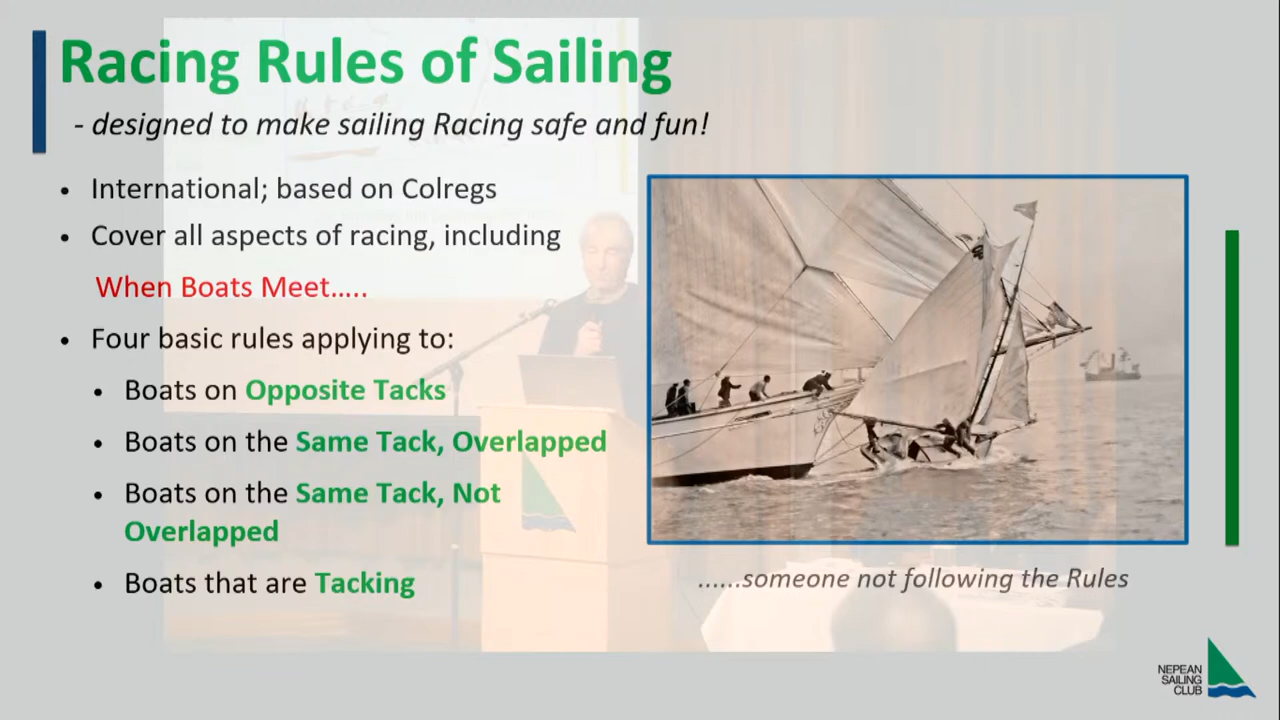 Racing Rules of Sailing
- designed to make sailing Racing safe and fun!
• International; based on Colregs
• Cover all aspects of racing, including
When Boats Meet.....
• Four basic rules applying to:
• Boats on Opposite Tacks
• Boats on the Same Tack, Overlapped
• Boats on the Same Tack, Not
Overlapped
• Boats that are Tacking
......someone not following the Rules
NEPEAN
SAILING
CLUB